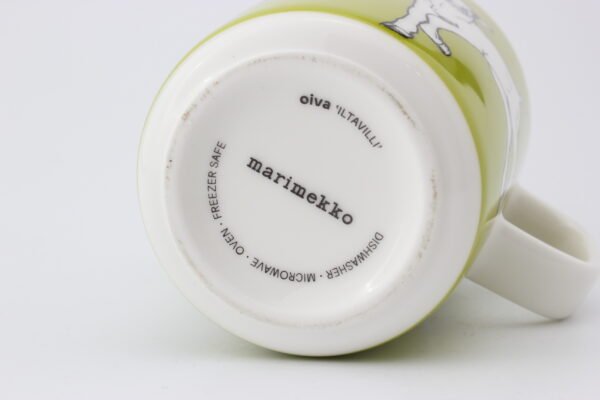 oiva 'ILTAVILLI'
marimekko
DISHWASHER · MICROWAVE · OVEN · FREEZER SAFE